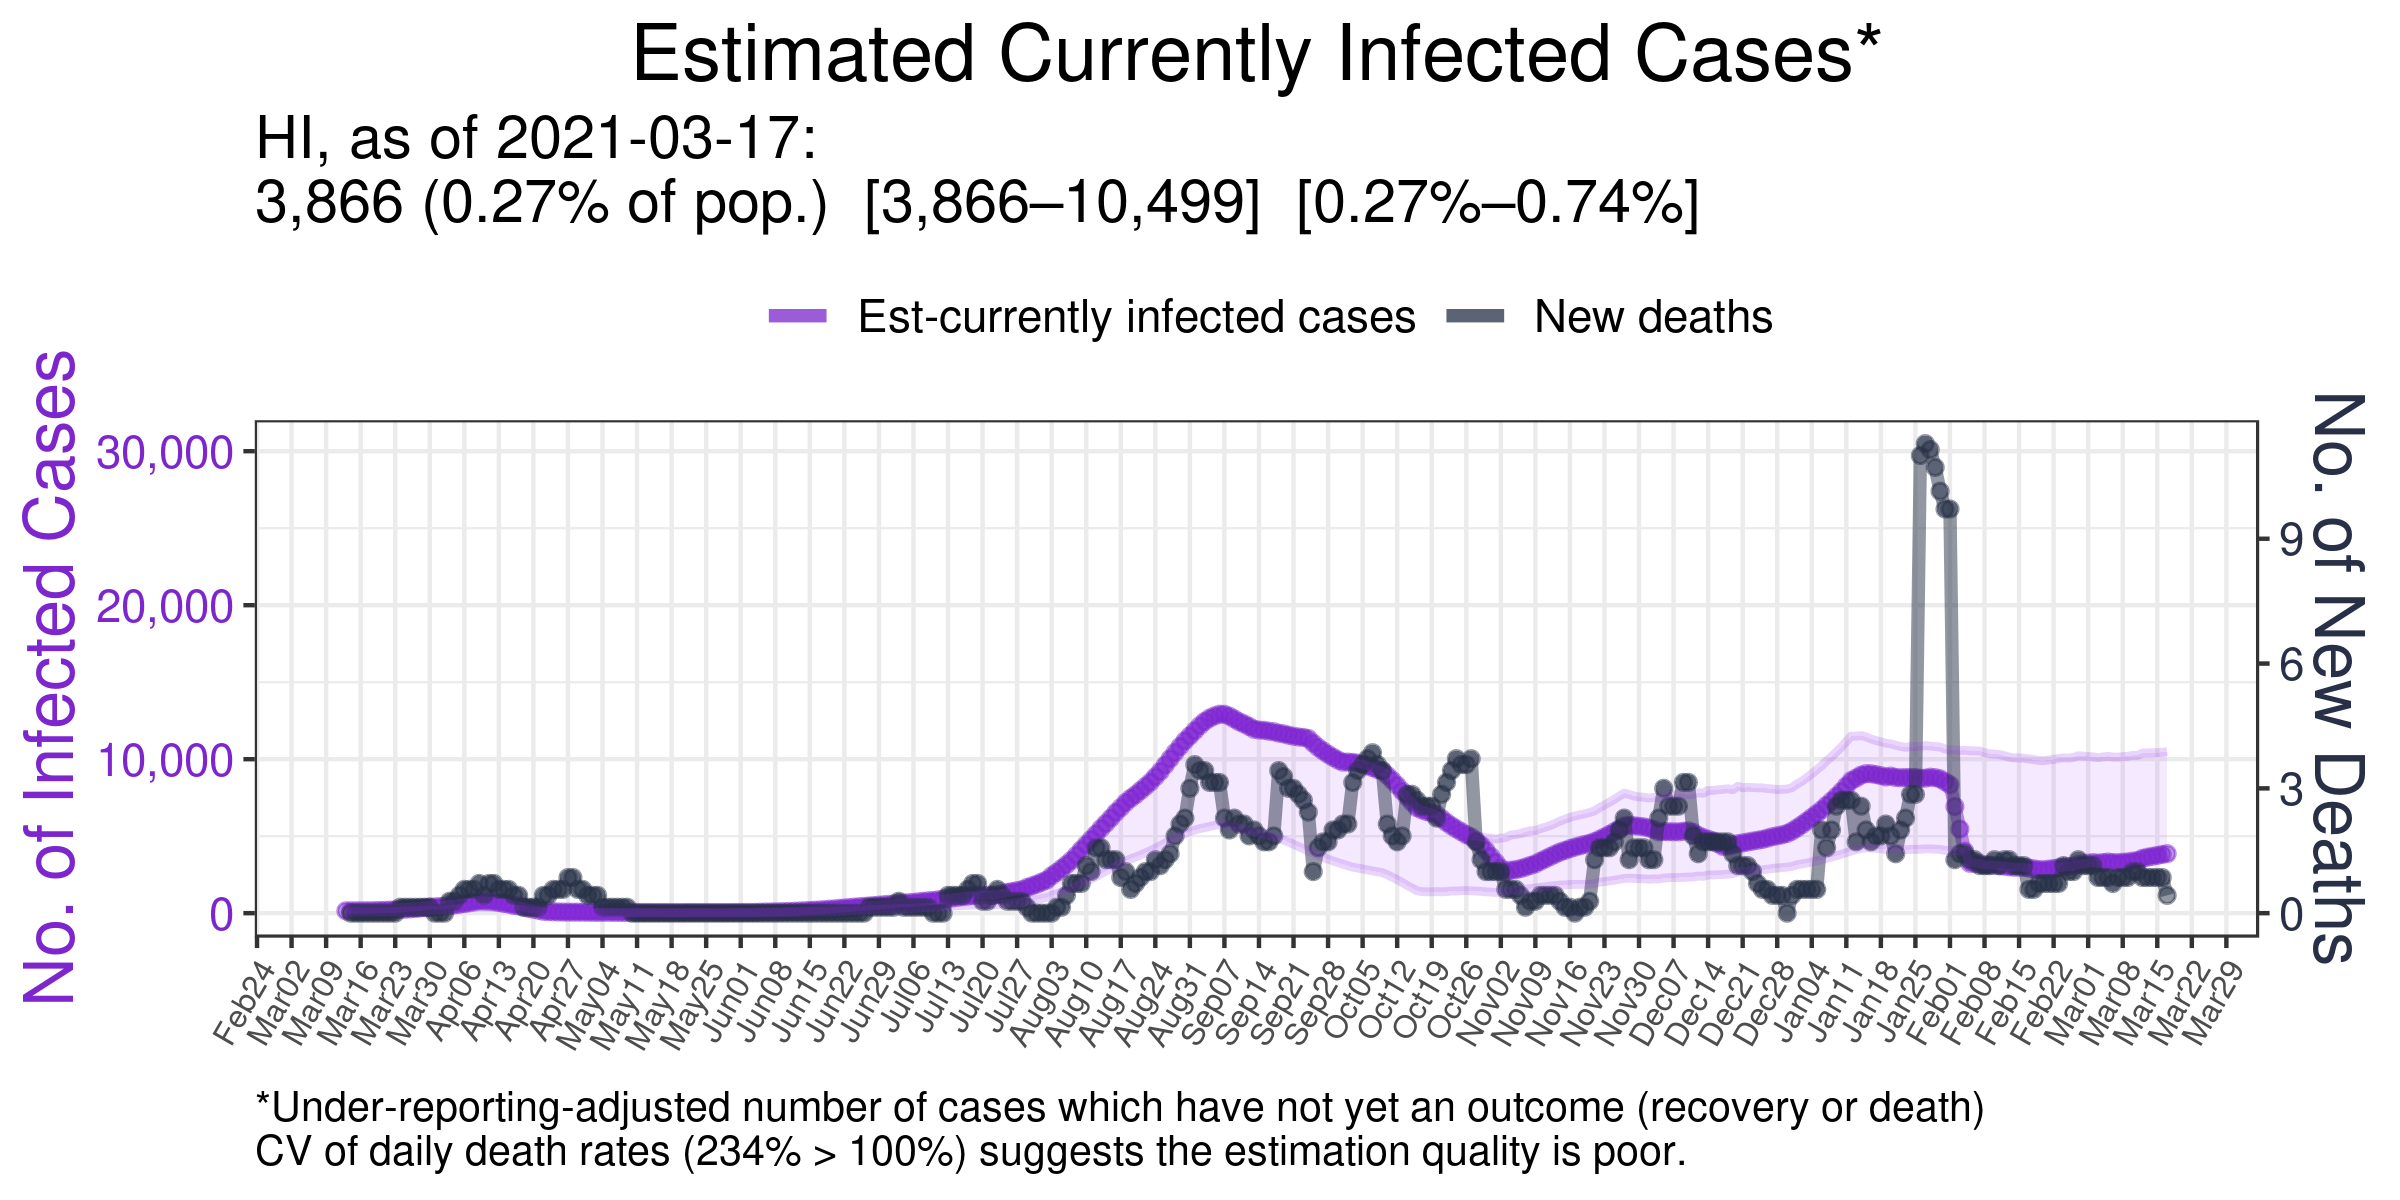 Estimated Currently Infected Cases*
HI, as of 2021-03-17:
3,866 (0.27% of pop.) [3,866–10,499] [0.27%–0.74%]
Est-currently infected cases
New deaths
No. of Infected Cases
30,000
20,000
10,000
0
9
6
3
0
No. of New Deaths
Feb24
Mar02
Mar09
Mar16
Mar23
Mar30
Apr06
Apr13
Apr20
Apr27
May04
May11
May18
May25
Jun01
Jun08
Jun15
Jun22
Jun29
Jul06
Jul13
Jul20
Jul27
Aug03
Aug10
Aug17
Aug24
Aug31
Sep07
Sep14
Sep21
Sep28
Oct05
Oct12
Oct19
Oct26
Nov02
Nov09
Nov16
Nov23
Nov30
Dec07
Dec14
Dec21
Dec28
Jan04
Jan11
Jan18
Jan25
Feb01
Feb08
Feb15
Feb22
Mar01
Mar08
Mar15
Mar22
Mar29
*Under-reporting-adjusted number of cases which have not yet an outcome (recovery or death)
CV of daily death rates (234% > 100%) suggests the estimation quality is poor.